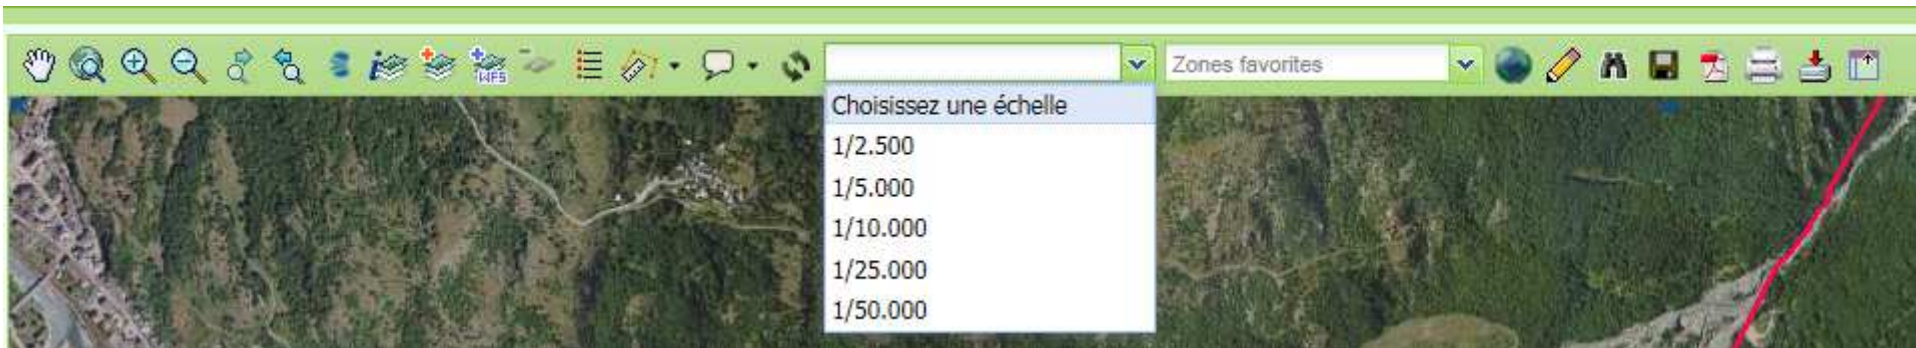 WFS
Zones favorites
Choisissez une échelle
1/2.500
1/5.000
1/10.000
1/25.000
1/50.000